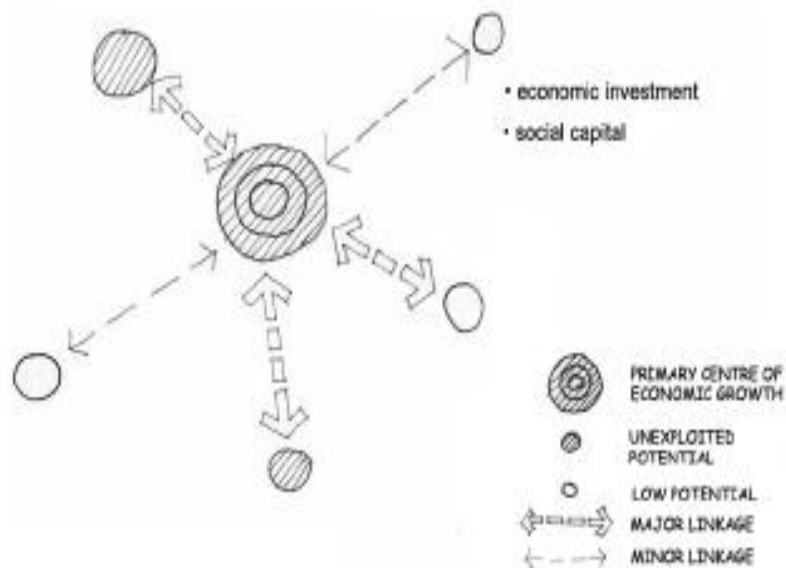 • economic investment
• social capital
PRIMARY CENTRE OF
ECONOMIC GROWTH
UNEXPLOITED
POTENTIAL
LOW POTENTIAL
MAJOR LINKAGE
MINOR LINKAGE